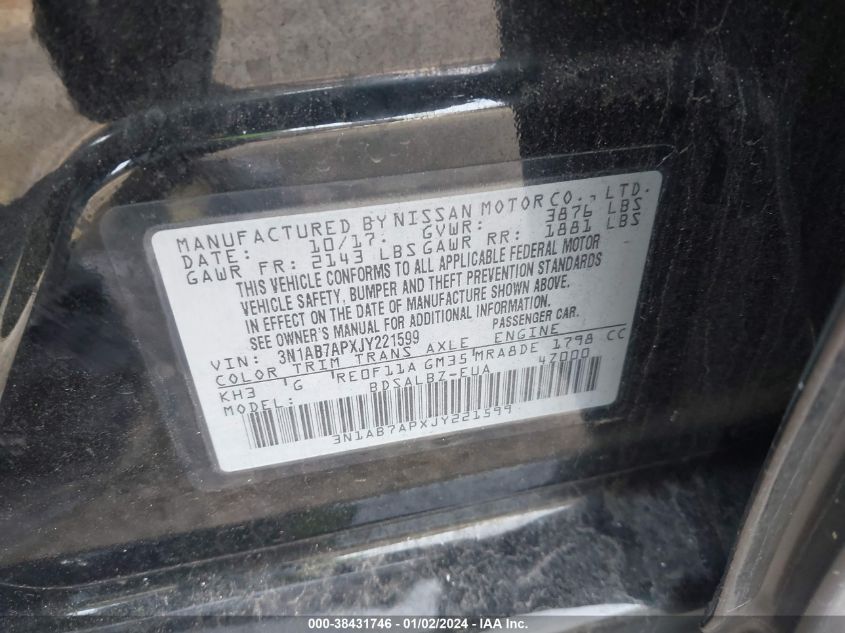 MANUFACTURED BY NISSAN MOTOR CO., LTD.
DATE: 10/17 GVWR: 3876 LBS
GAWR FR: 2143 LBS GAWR RR: 1881 LBS
THIS VEHICLE CONFORMS TO ALL APPLICABLE FEDERAL MOTOR
VEHICLE SAFETY, BUMPER AND THEFT PREVENTION STANDARDS
IN EFFECT ON THE DATE OF MANUFACTURE SHOWN ABOVE.
SEE OWNER'S MANUAL FOR ADDITIONAL INFORMATION.
VIN: 3N1AB7APXJY221599 PASSENGER CAR.
COLOR TRIM TRANS AXLE ENGINE
KH3 G RE0F11A GM35 MRA8DE 1798 CC
MODEL: BDSALBZ-EUA 4Z000
3N1AB7APXJY221599
000-38431746 - 01/02/2024 - IAA Inc.